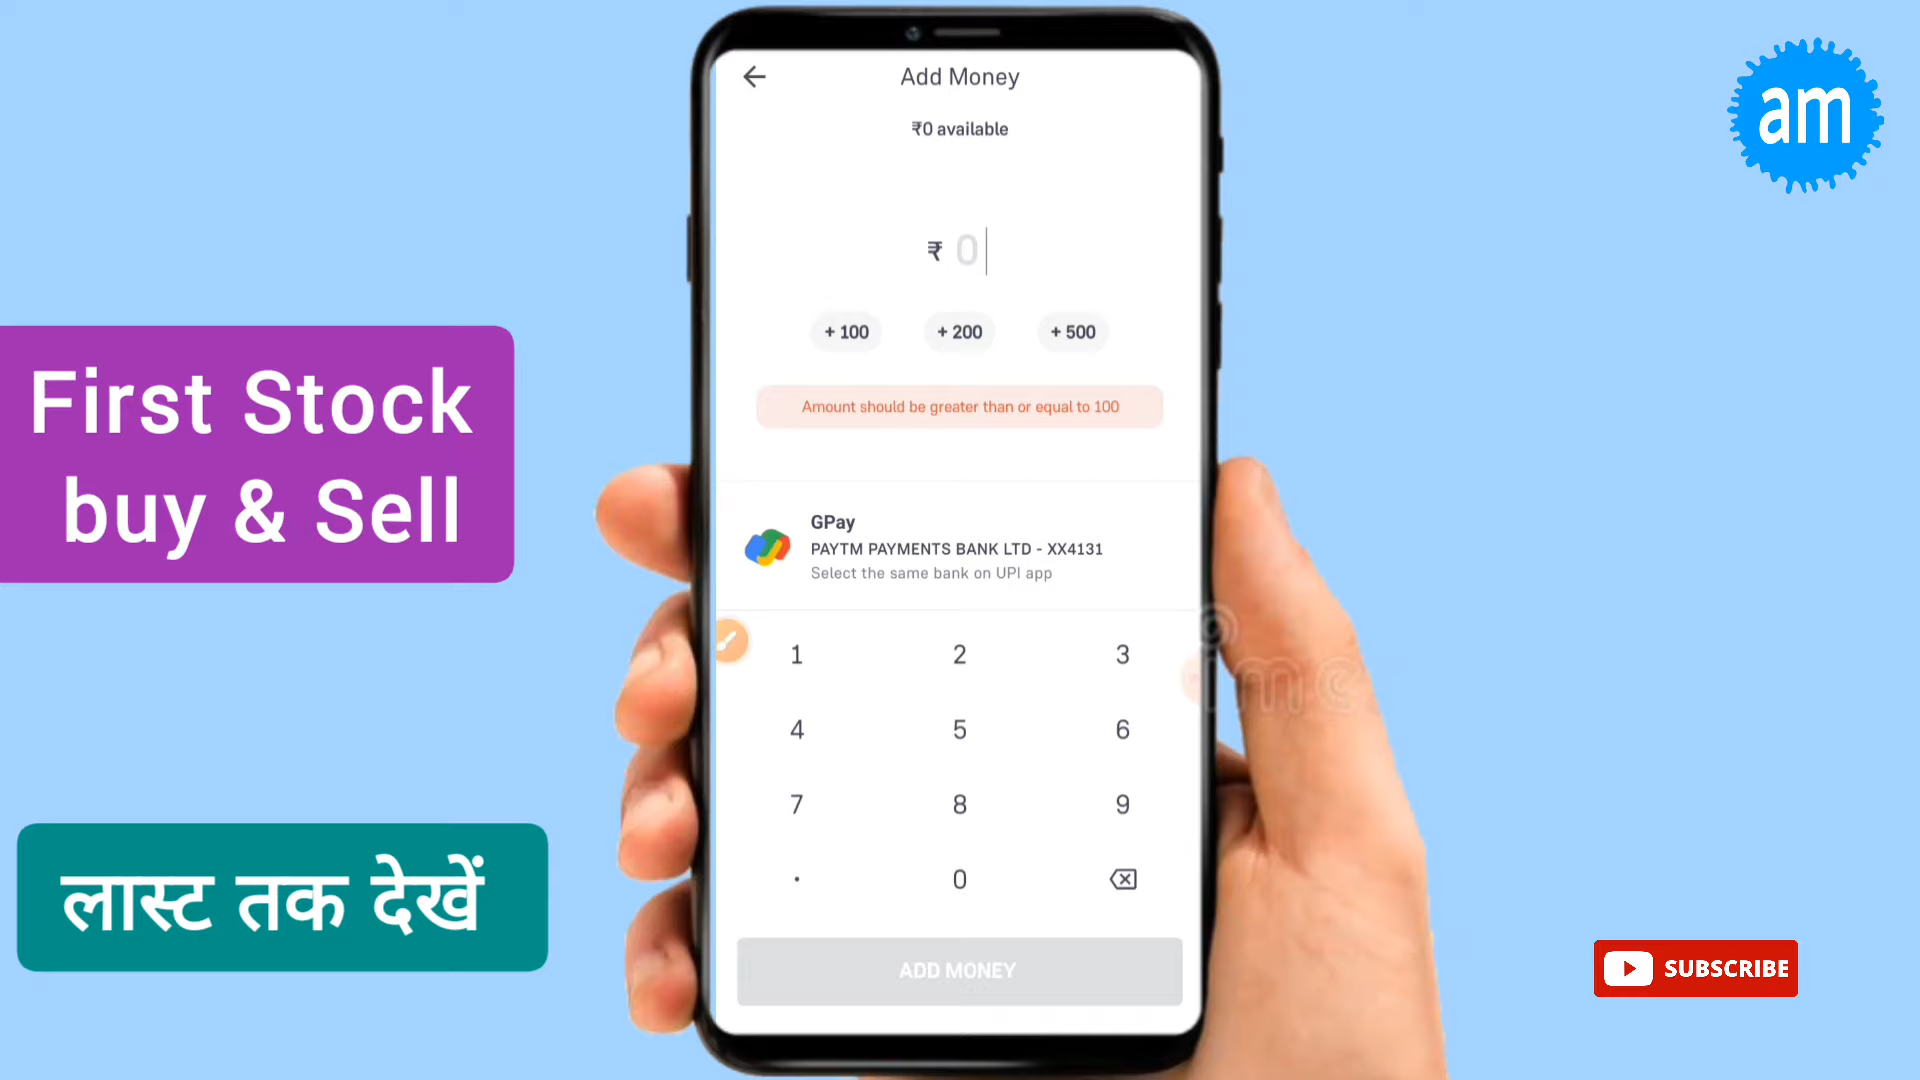 Add Money
₹0 available
am
₹ 0
+ 100 + 200 + 500
Amount should be greater than or equal to 100
First Stock
buy & Sell
GPay
PAYTM PAYMENTS BANK LTD - XX4131
Select the same bank on UPI app
1 2 3
4 5 6
7 8 9
. 0
लास्ट तक देखें
ADD MONEY
SUBSCRIBE